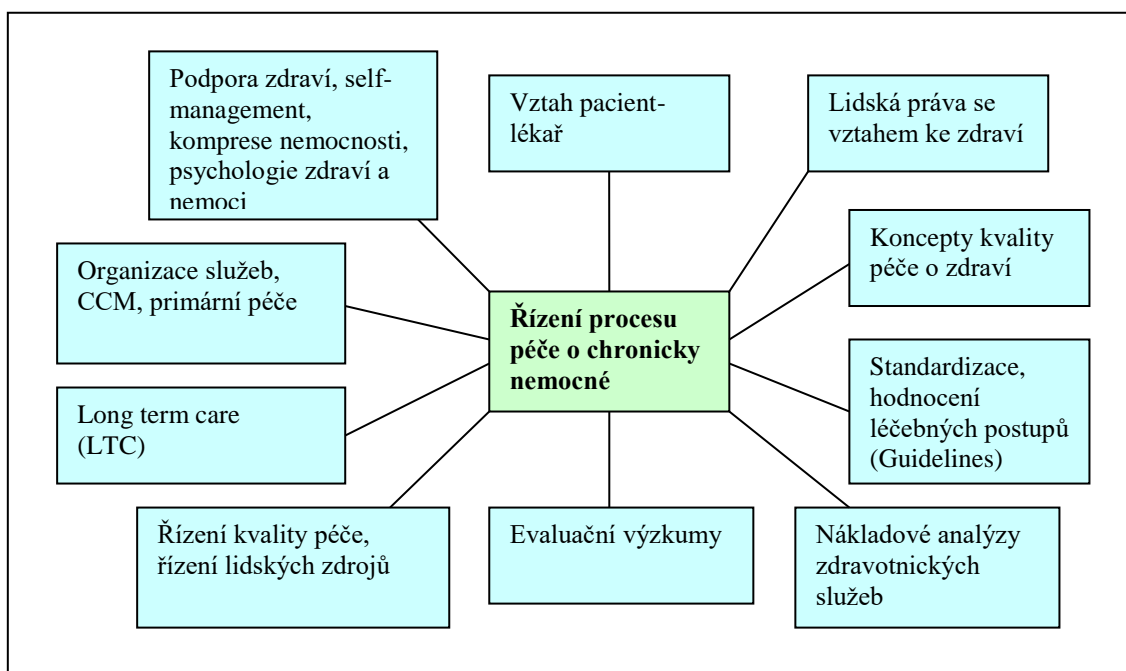 Podpora zdraví, self-
management,
komprese nemocnosti,
psychologie zdraví a
nemoci
Vztah pacient-
lékař
Lidská práva se
vztahem ke zdraví
Organizace služeb,
CCM, primární péče
Řízení procesu
péče o chronicky
nemocné
Koncepty kvality
péče o zdraví
Long term care
(LTC)
Standardizace,
hodnocení
léčebných postupů
(Guidelines)
Řízení kvality péče,
řízení lidských zdrojů
Evaluační výzkumy
Nákladové analýzy
zdravotnických
služeb